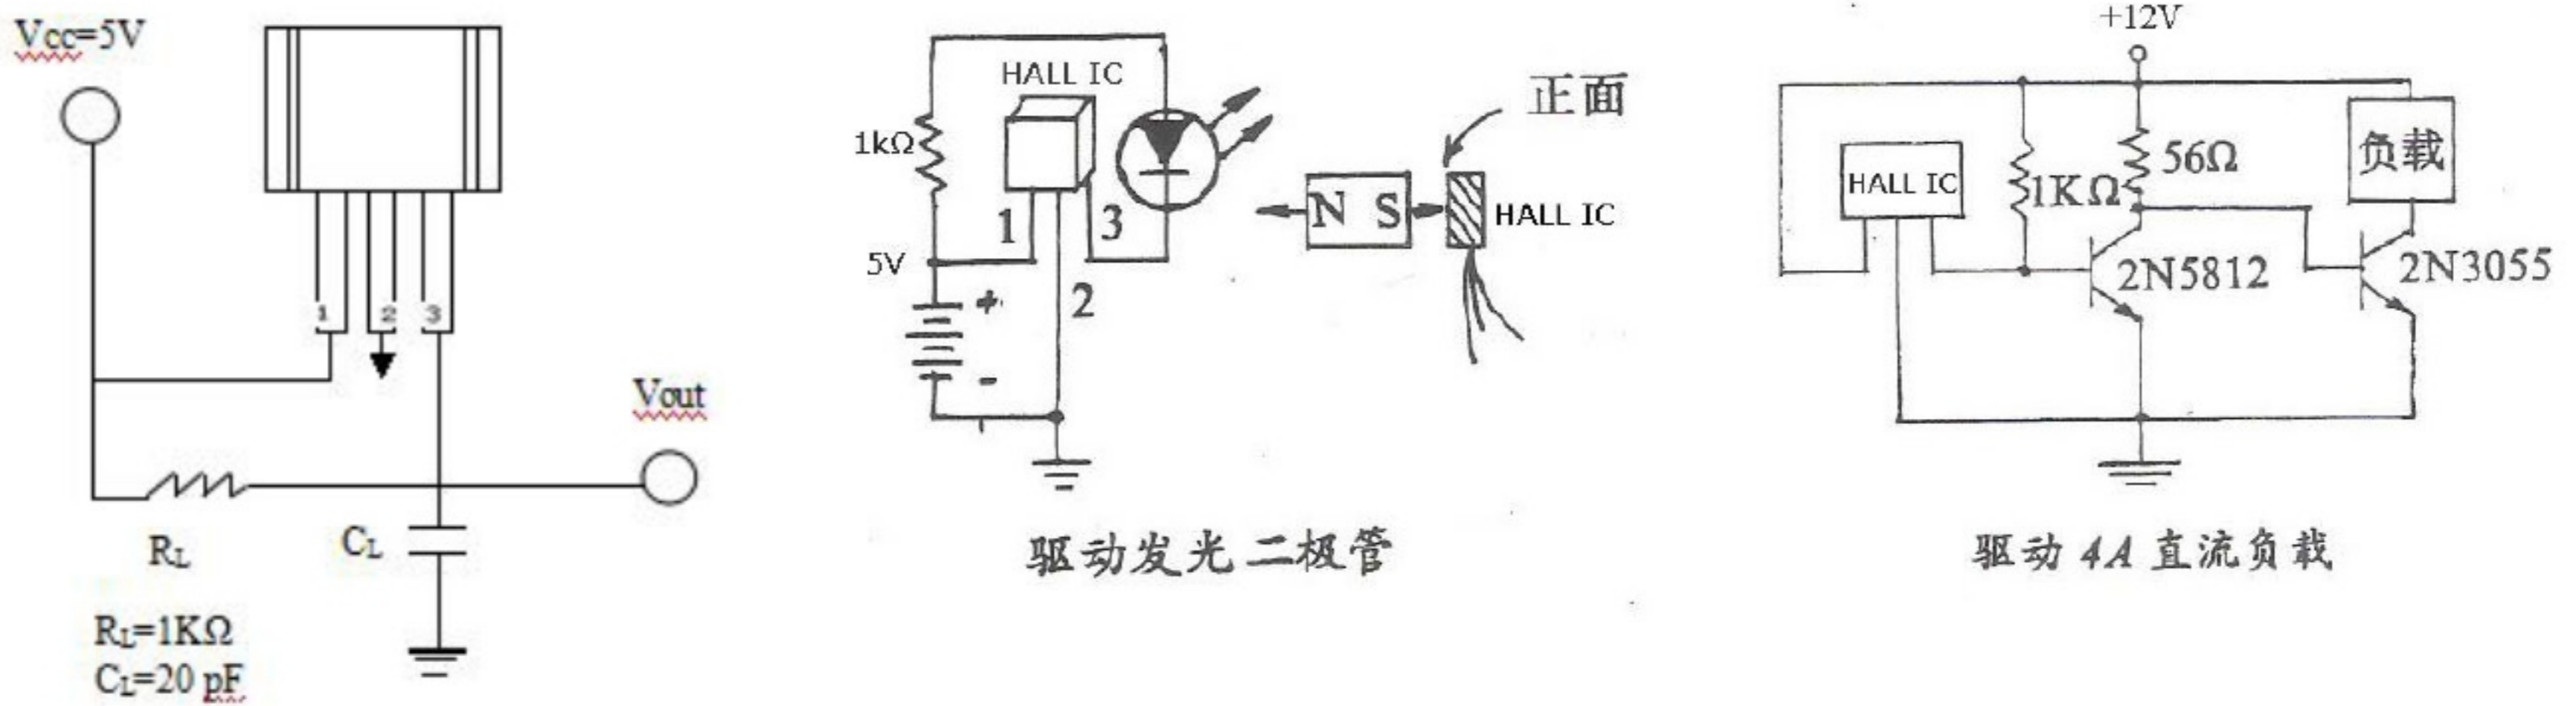 Vcc=5V
1
2
3
Vout
RL
CL
RL=1KΩ
CL=20 pF
HALL IC
1kΩ
1
3
5V
2
+
-
正面
N S
HALL IC
驱动发光二极管
+12V
HALL IC
1KΩ
56Ω
负载
2N5812
2N3055
驱动 4A 直流负载